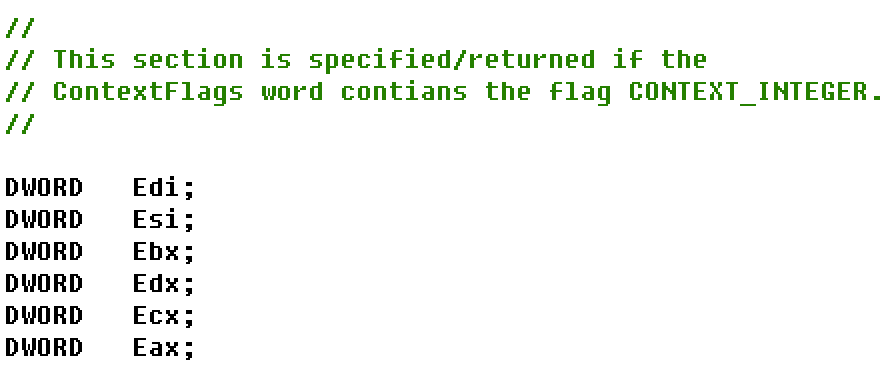 //
// This section is specified/returned if the
// ContextFlags word contians the flag CONTEXT_INTEGER.
//
DWORD   Edi;
DWORD   Esi;
DWORD   Ebx;
DWORD   Edx;
DWORD   Ecx;
DWORD   Eax;